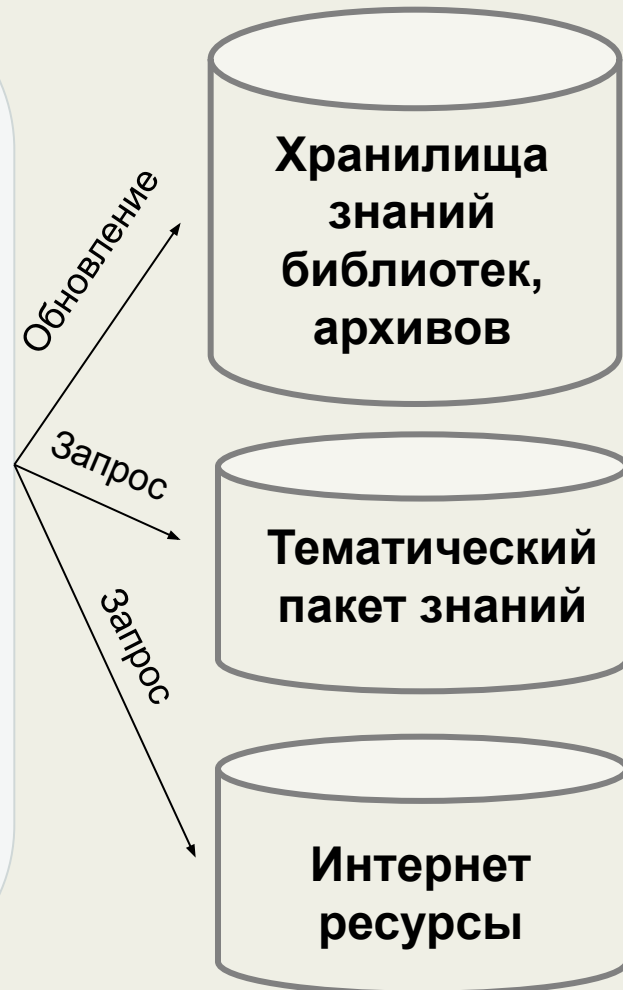 Обновление
Хранилища
знаний
библиотек,
архивов
Запрос
Тематический
пакет знаний
Запрос
Интернет
ресурсы